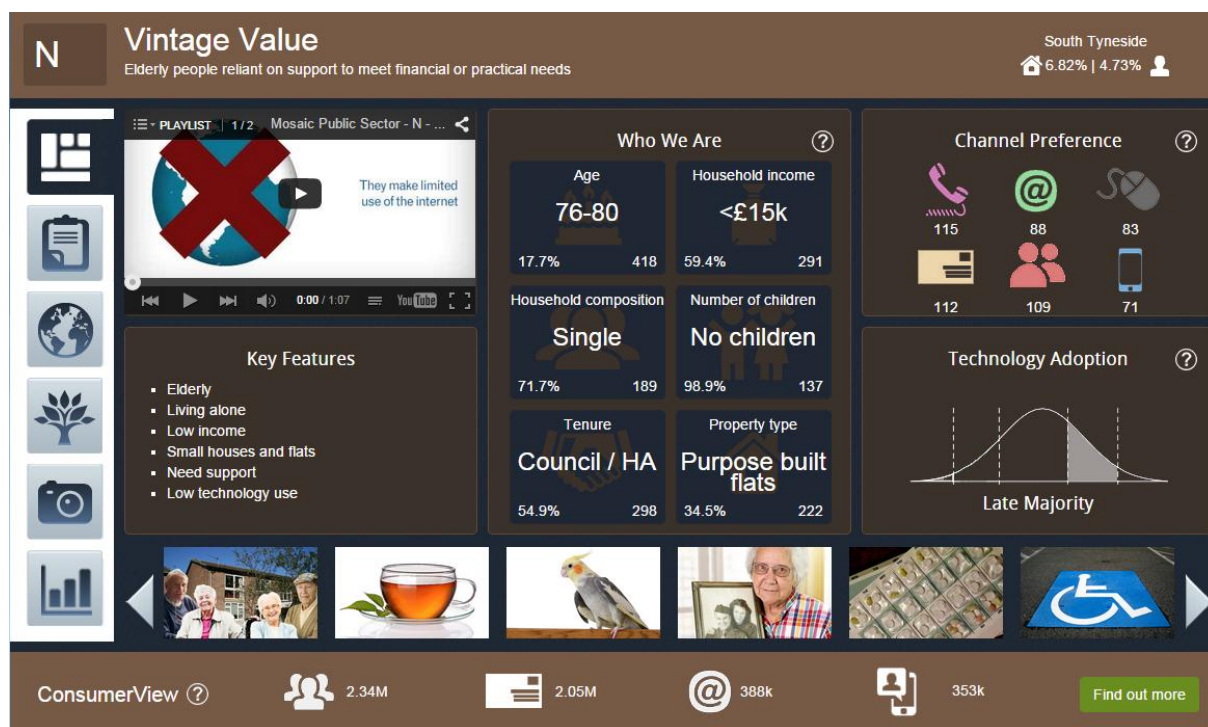 N
Vintage Value
Elderly people reliant on support to meet financial or practical needs
South Tyneside
6.82% | 4.73%
PLAYLIST | 1/2 Mosaic Public Sector - N - ...
They make limited
use of the internet
0:00 / 1:07
YouTube
Key Features
Elderly
Living alone
Low income
Small houses and flats
Need support
Low technology use
Who We Are ?
Age
76-80
17.7% 418
Household income
<£15k
59.4% 291
Household composition
Single
71.7% 189
Number of children
No children
98.9% 137
Tenure
Council / HA
54.9% 298
Property type
Purpose built
flats
34.5% 222
Channel Preference ?
@
115 88 83
112 109 71
Technology Adoption ?
Late Majority
ConsumerView ?
2.34M
2.05M
@ 388k
353k
Find out more